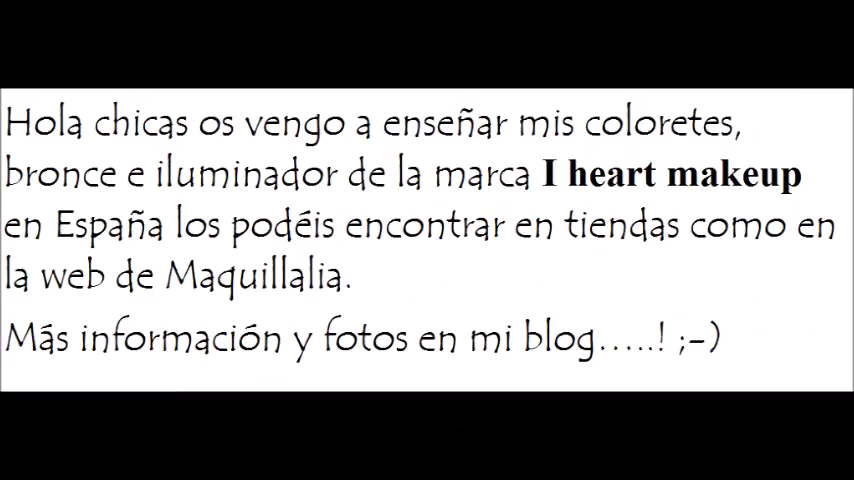 Hola chicas os vengo a enseñar mis coloretes,
bronce e iluminador de la marca I heart makeup
en España los podéis encontrar en tiendas como en
la web de Maquillalia.
Más información y fotos en mi blog.....! ;-)